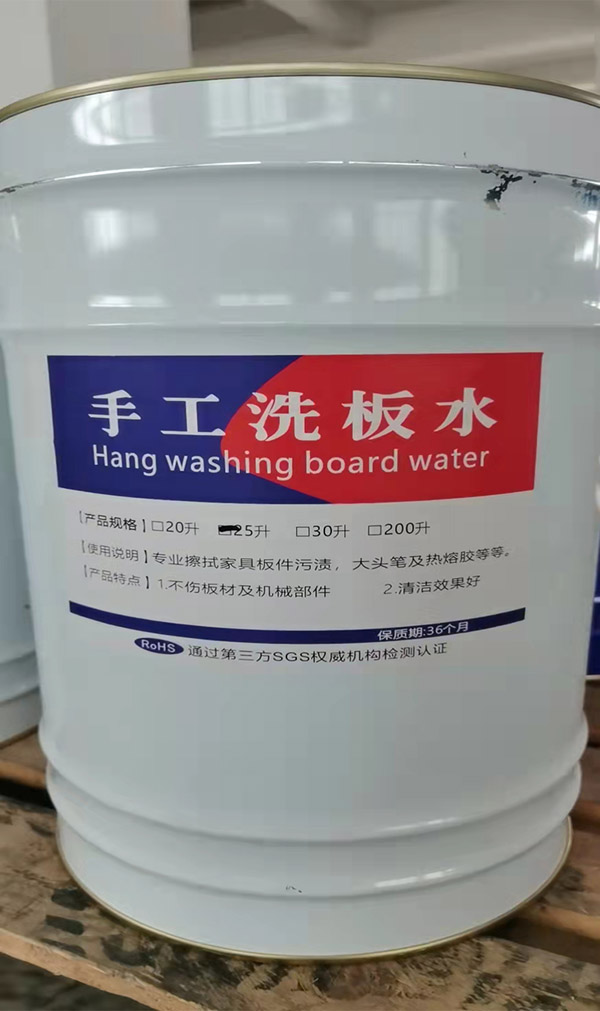 手工洗板水
Hang washing board water
【产品规格】□20升 25升 □30升 □200升
【使用说明】专业擦拭家具板件污渍，大头笔及热熔胶等等。
【产品特点】1.不伤板材及机械部件 2.清洁效果好
保质期:36个月
RoHS 通过第三方SGS权威机构检测认证